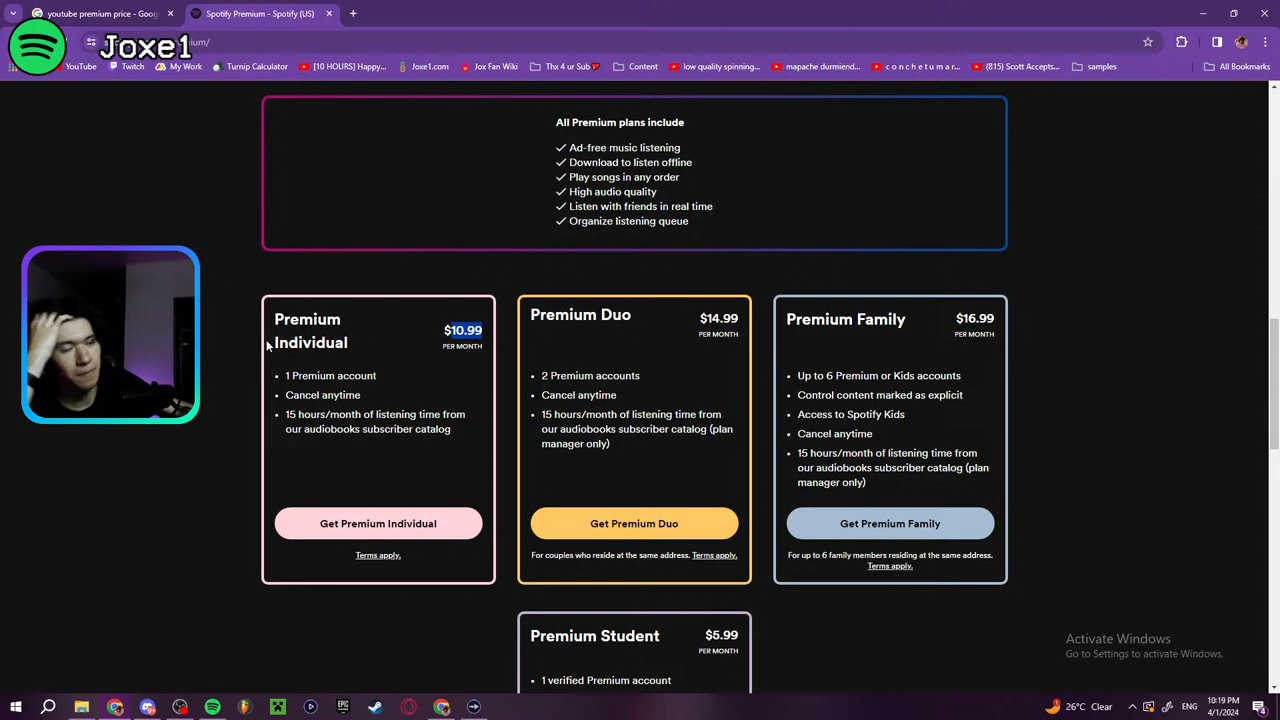 youtube premium price - Goog
Spotify Premium - Spotify (US)
Joxe1
YouTube
Twitch
My Work
Turnip Calculator
[10 HOURS] Happy...
Joxe1.com
Jox Fan Wiki
Thx 4 ur Sub
Content
low quality spinning...
mapache durmiend...
c o n c h e t u m a r...
(815) Scott Accepts...
samples
All Bookmarks
All Premium plans include
Ad-free music listening
Download to listen offline
Play songs in any order
High audio quality
Listen with friends in real time
Organize listening queue
Premium
Individual
$10.99
PER MONTH
• 1 Premium account
• Cancel anytime
• 15 hours/month of listening time from
our audiobooks subscriber catalog
Get Premium Individual
Terms apply.
Premium Duo
$14.99
PER MONTH
• 2 Premium accounts
• Cancel anytime
• 15 hours/month of listening time from
our audiobooks subscriber catalog (plan
manager only)
Get Premium Duo
For couples who reside at the same address. Terms apply.
Premium Family
$16.99
PER MONTH
• Up to 6 Premium or Kids accounts
• Control content marked as explicit
• Access to Spotify Kids
• Cancel anytime
• 15 hours/month of listening time from
our audiobooks subscriber catalog (plan
manager only)
Get Premium Family
For up to 6 family members residing at the same address.
Terms apply.
Premium Student
$5.99
PER MONTH
• 1 verified Premium account
Activate Windows
Go to Settings to activate Windows.
EPIC
GAMES
26°C Clear
ENG
10:19 PM
4/1/2024
4